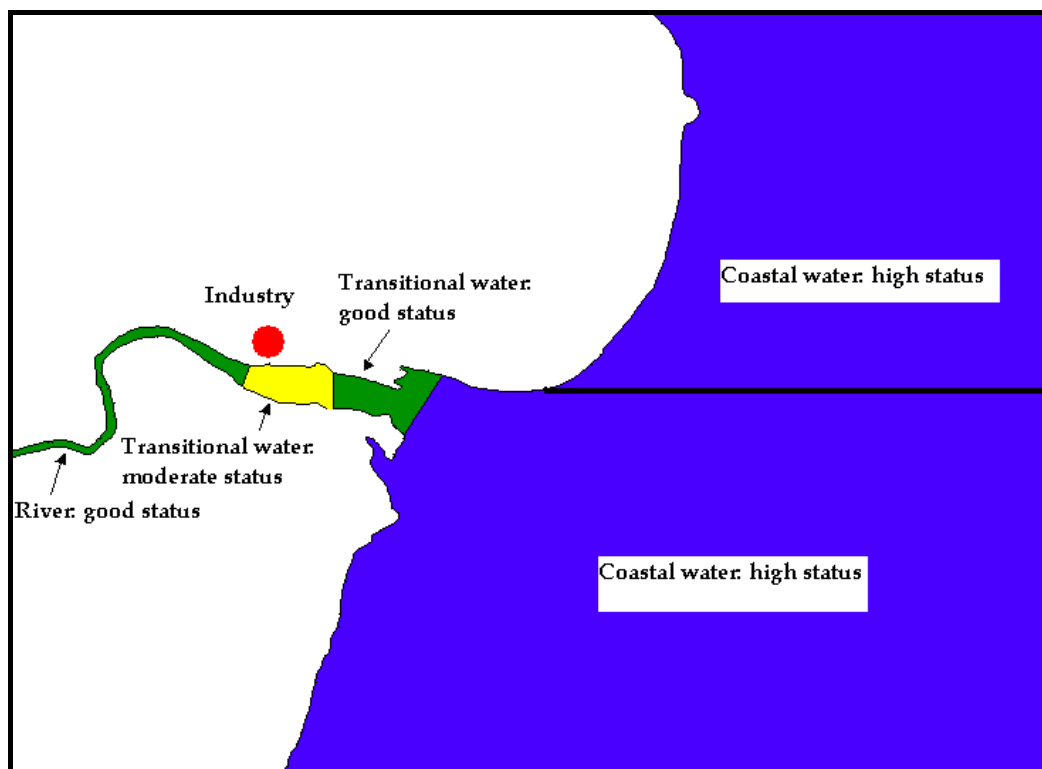 Coastal water: high status
Transitional water:
good status
Industry
Transitional water:
moderate status
River: good status
Coastal water: high status